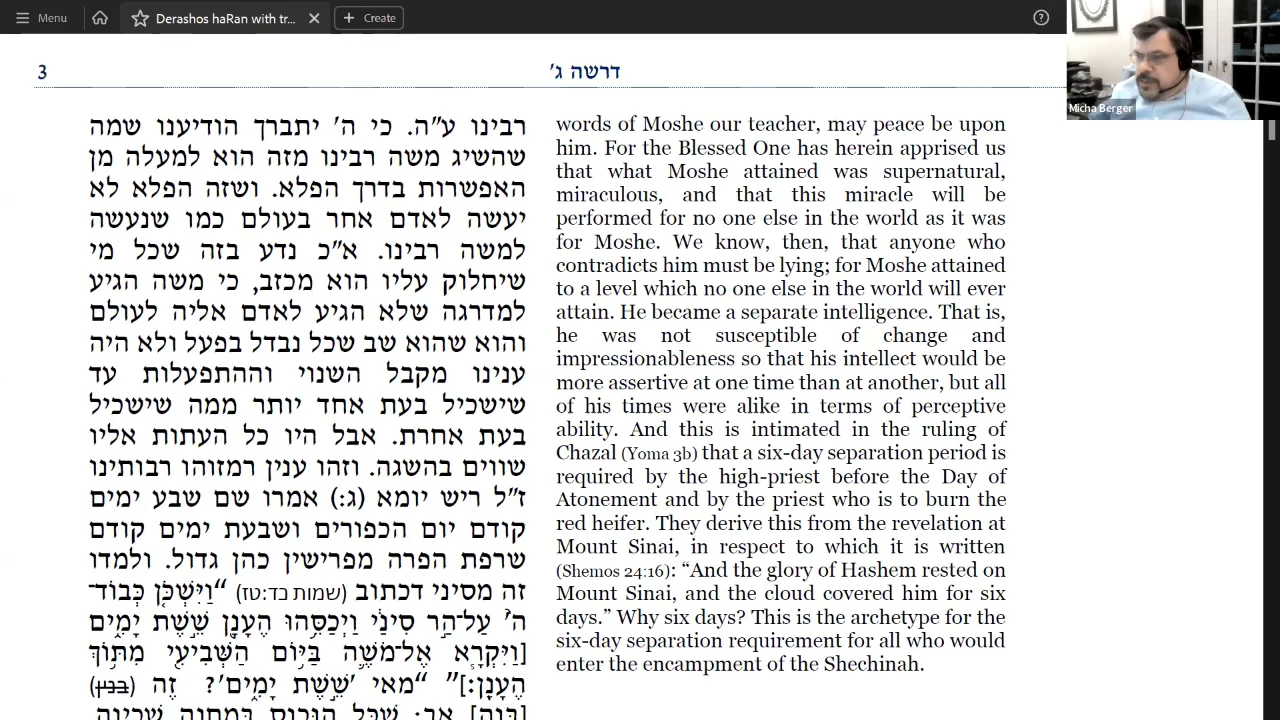 Menu
Derashos haRan with tr...
Create
Micha Berger
3
דרשה ג'
רבינו ע"ה. כי ה' יתברך הודיענו שמה
שהשיג משה רבינו מזה הוא למעלה מן
האפשרות בדרך הפלא. ושזה הפלא לא
יעשה לאדם אחר בעולם כמו שנעשה
למשה רבינו. א"כ נדע בזה שכל מי
שיחלוק עליו הוא מכזב, כי משה הגיע
למדרגה שלא הגיע לאדם אליה לעולם
והוא שהוא שב שכל נבדל בפעל ולא היה
ענינו מקבל השנוי וההתפעלות עד
שישכיל בעת אחד יותר ממה שישכיל
בעת אחרת. אבל היו כל העתות אליו
שווים בהשגה. וזהו ענין רמזוהו רבותינו
ז"ל ריש יומא (ג:) אמרו שם שבע ימים
קודם יום הכפורים ושבעת ימים קודם
שרפת הפרה מפרישין כהן גדול. ולמדו
זה מסיני דכתוב (שמות כד:טז) "וַיִּשְׁכֹּ֤ן כְּבוֹד־
ה֙' עַל־הַ֣ר סִינַ֔י וַיְכַסֵּ֥הוּ הֶעָנָ֖ן שֵׁ֣שֶׁת יָמִ֑ים
[וַיִּקְרָ֧א אֶל־מֹשֶׁ֛ה בַּיּ֥וֹם הַשְּׁבִיעִ֖י מִתּ֥וֹךְ
הֶעָנָֽן׃]" "מאי 'שֵׁ֣שֶׁת יָמִ֑ים'? זֶה (בנין)
[בנה] אב: שכל הנכנס במחנה שכינה
words of Moshe our teacher, may peace be upon
him. For the Blessed One has herein apprised us
that what Moshe attained was supernatural,
miraculous, and that this miracle will be
performed for no one else in the world as it was
for Moshe. We know, then, that anyone who
contradicts him must be lying; for Moshe attained
to a level which no one else in the world will ever
attain. He became a separate intelligence. That is,
he was not susceptible of change and
impressionableness so that his intellect would be
more assertive at one time than at another, but all
of his times were alike in terms of perceptive
ability. And this is intimated in the ruling of
Chazal (Yoma 3b) that a six-day separation period is
required by the high-priest before the Day of
Atonement and by the priest who is to burn the
red heifer. They derive this from the revelation at
Mount Sinai, in respect to which it is written
(Shemos 24:16): “And the glory of Hashem rested on
Mount Sinai, and the cloud covered him for six
days.” Why six days? This is the archetype for the
six-day separation requirement for all who would
enter the encampment of the Shechinah.